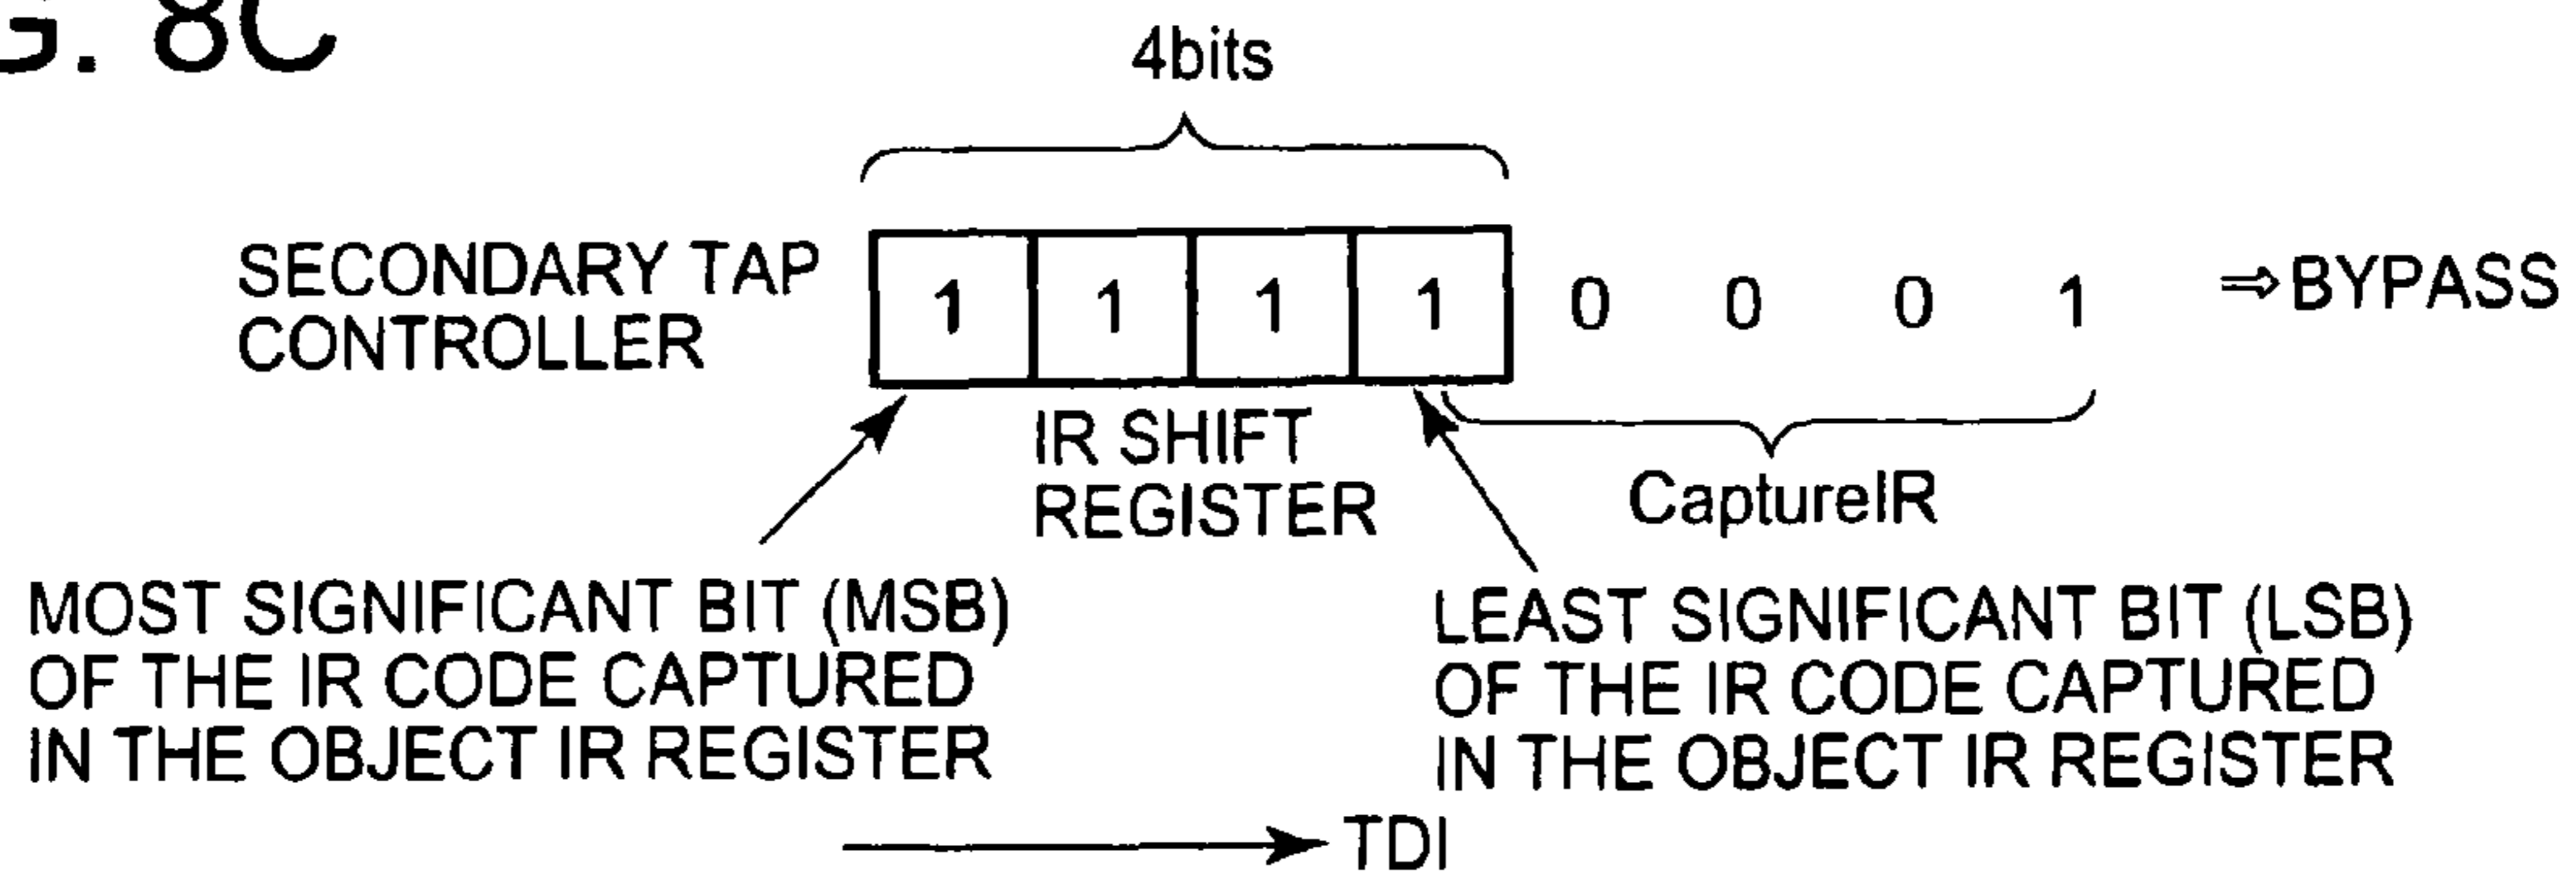 G. 8C
4bits
SECONDARY TAP
CONTROLLER
1 1 1 1 0 0 0 1 ⇒BYPASS
IR SHIFT
REGISTER
CaptureIR
MOST SIGNIFICANT BIT (MSB)
OF THE IR CODE CAPTURED
IN THE OBJECT IR REGISTER
LEAST SIGNIFICANT BIT (LSB)
OF THE IR CODE CAPTURED
IN THE OBJECT IR REGISTER
TDI